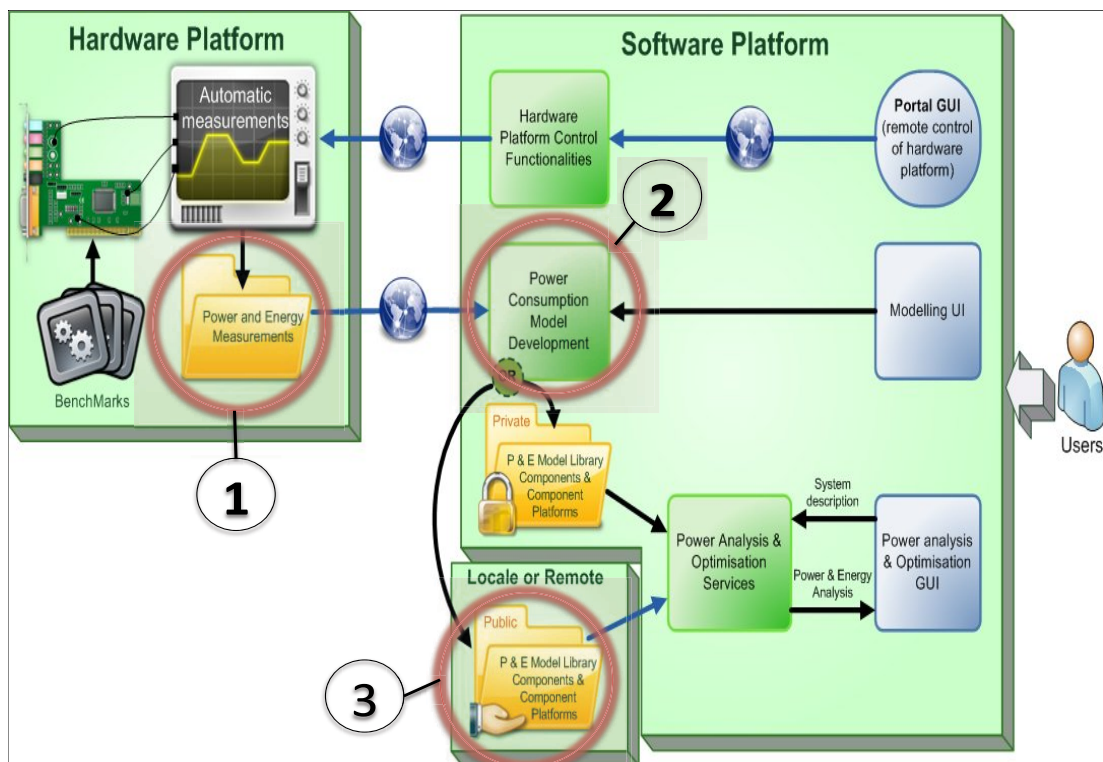 Hardware Platform
Automatic
measurements
Power and Energy
Measurements
BenchMarks
1
Software Platform
Hardware
Platform Control
Functionalities
Portal GUI
(remote control
of hardware
platform)
2
Power
Consumption
Model
Development
Modelling UI
OR
Users
Private
P & E Model Library
Components &
Component
Platforms
System
description
Power Analysis &
Optimisation
Services
Power analysis
& Optimisation
GUI
Power & Energy
Analysis
Locale or Remote
Public
P & E Model Library
Components &
Component
Platforms
3